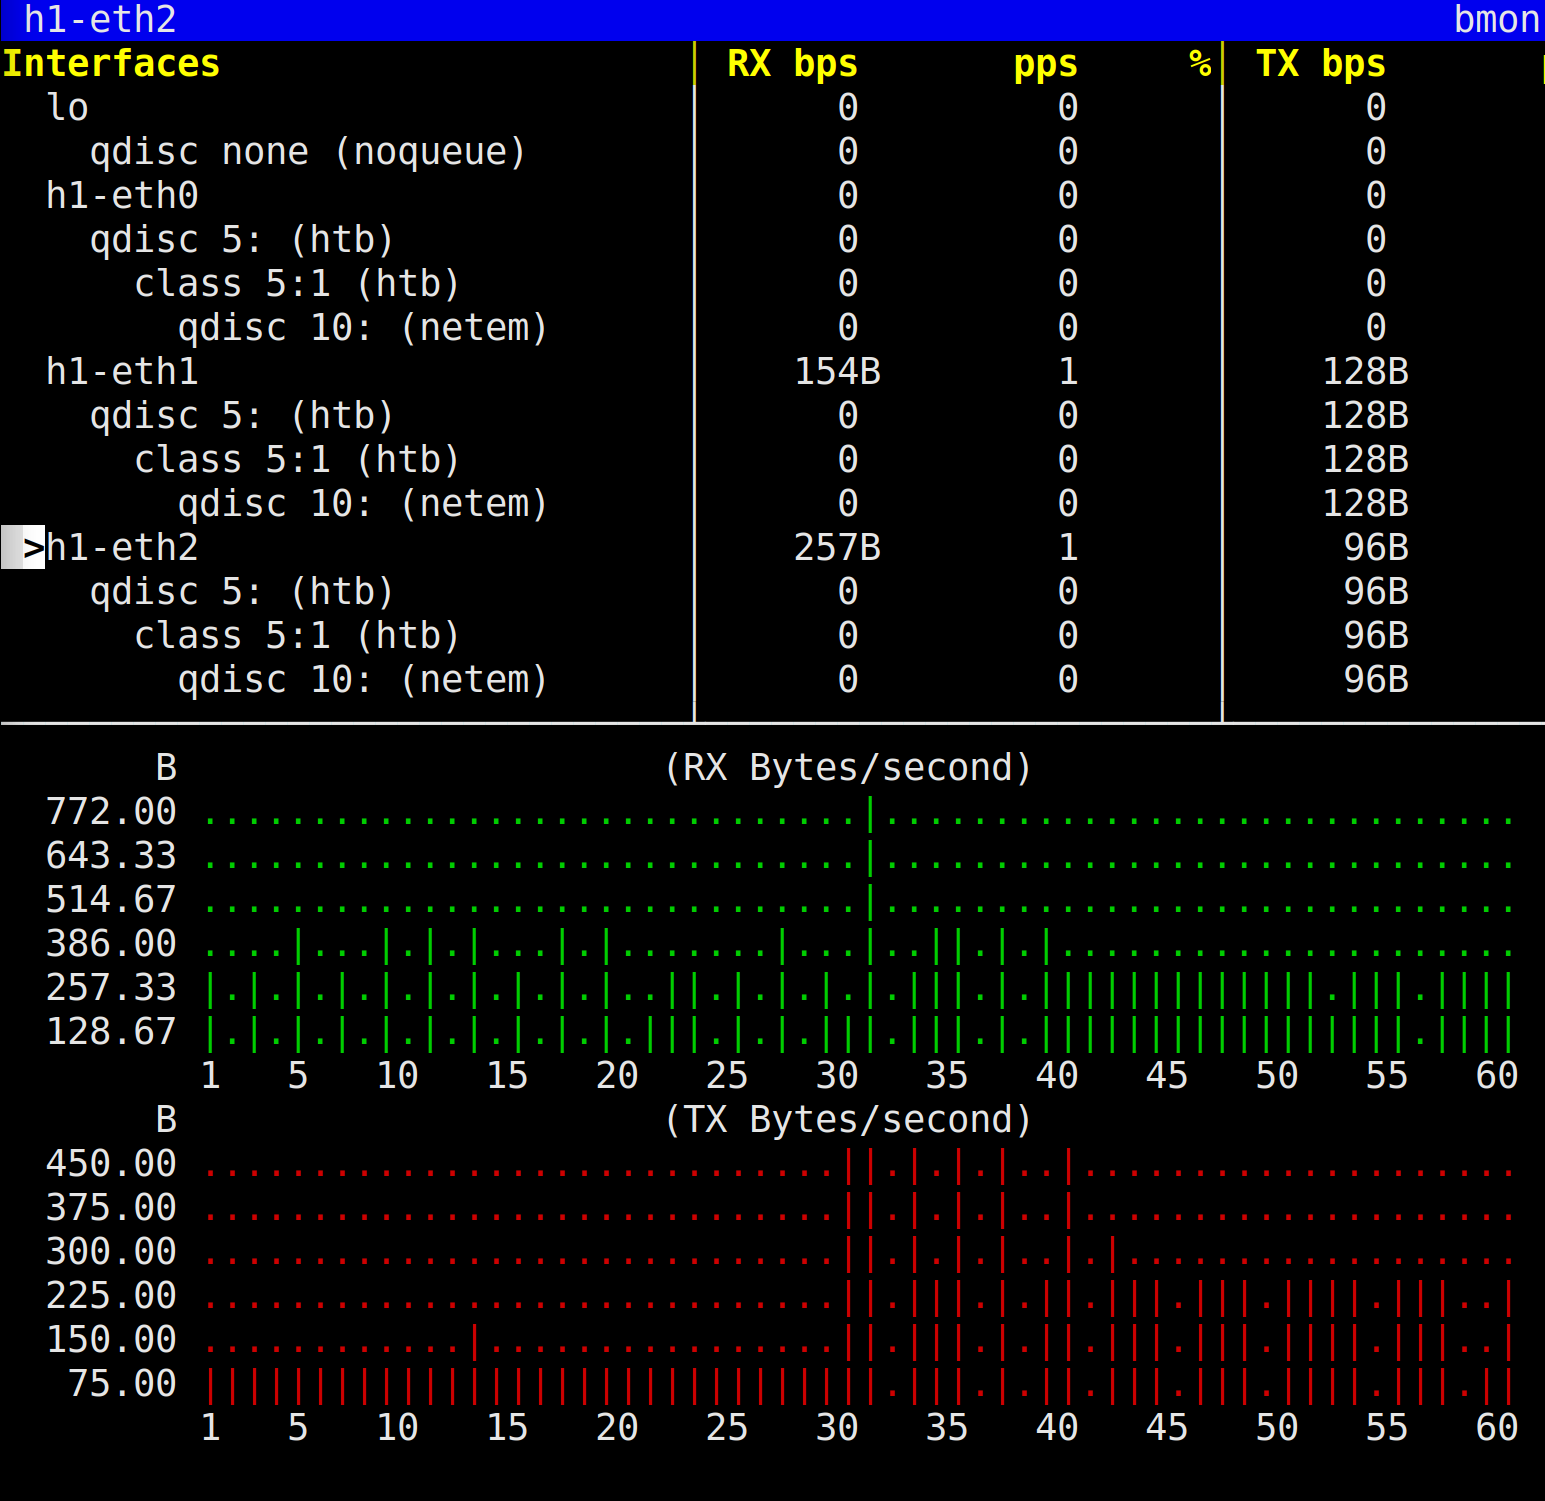 h1-eth2 bmon
Interfaces RX bps pps % TX bps
lo 0 0 0
qdisc none (noqueue) 0 0 0
h1-eth0 0 0 0
qdisc 5: (htb) 0 0 0
class 5:1 (htb) 0 0 0
qdisc 10: (netem) 0 0 0
h1-eth1 154B 1 128B
qdisc 5: (htb) 0 0 128B
class 5:1 (htb) 0 0 128B
qdisc 10: (netem) 0 0 128B
>h1-eth2 257B 1 96B
qdisc 5: (htb) 0 0 96B
class 5:1 (htb) 0 0 96B
qdisc 10: (netem) 0 0 96B
B (RX Bytes/second)
772.00
643.33
514.67
386.00
257.33
128.67
1 5 10 15 20 25 30 35 40 45 50 55 60
B (TX Bytes/second)
450.00
375.00
300.00
225.00
150.00
75.00
1 5 10 15 20 25 30 35 40 45 50 55 60